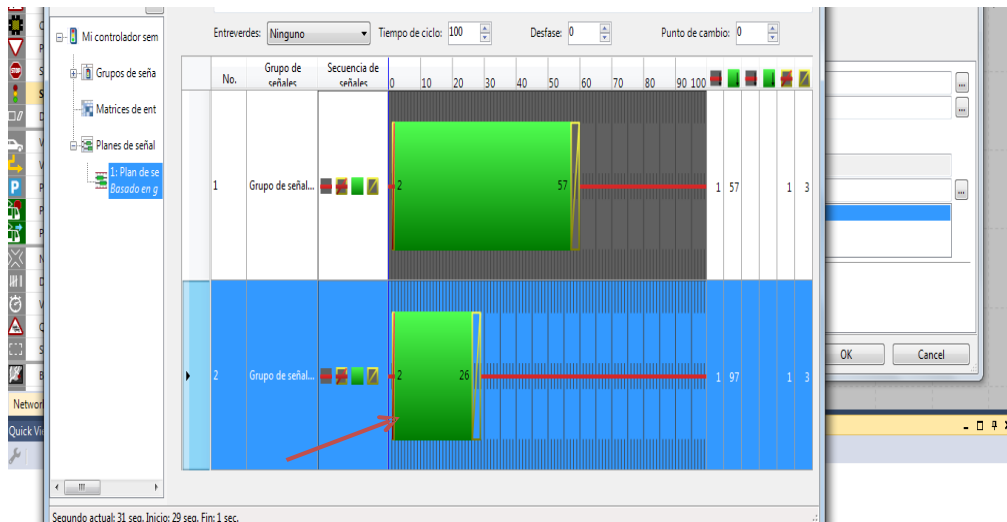 Mi controlador sem
Grupos de seña
Matrices de ent
Planes de señal
1: Plan de se
Basado en g
Entreverdes: Ninguno Tiempo de ciclo: 100 Desfase: 0 Punto de cambio: 0
No. Grupo de señales Secuencia de señales 0 10 20 30 40 50 60 70 80 90 100
1 Grupo de señal... 2 57 1 57 1 3
2 Grupo de señal... 2 26 1 97 1 3
OK Cancel
Networ
Quick Vi
Segundo actual: 31 seg. Inicio: 29 seg. Fin: 1 sec.